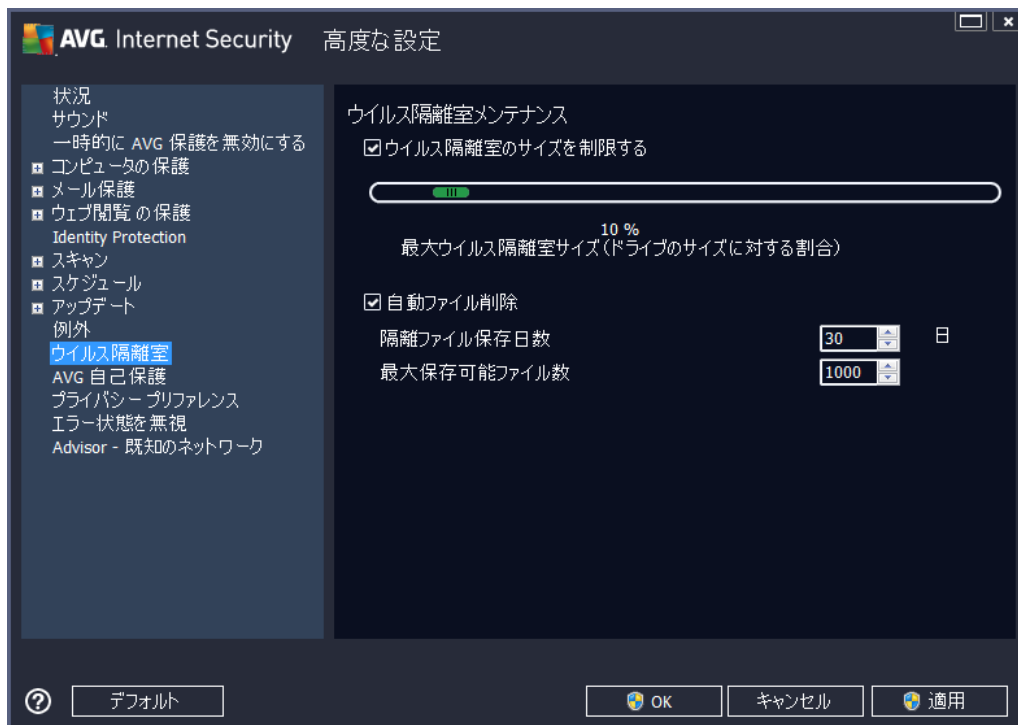 AVG. Internet Security 高度な設定
状況
サウンド
一時的に AVG 保護を無効にする
コンピュータの保護
メール保護
ウェブ閲覧 の保護
Identity Protection
スキャン
スケジュール
アップデート
例外
ウイルス隔離室
AVG 自己保護
プライバシー プリファレンス
エラー状態を無視
Advisor - 既知のネットワーク
ウイルス隔離室メンテナンス
ウイルス隔離室のサイズを制限する
10 %
最大ウイルス隔離室サイズ(ドライブのサイズに対する割合)
自動ファイル削除
隔離ファイル保存日数 30 日
最大保存可能ファイル数 1000
デフォルト OK キャンセル 適用